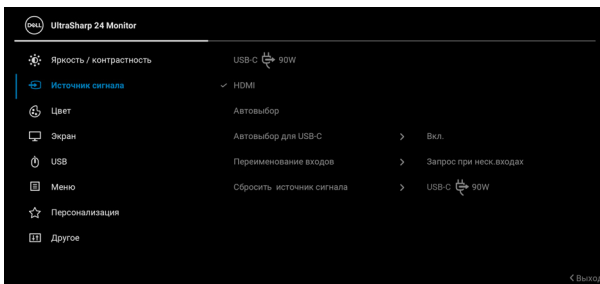 DELL UltraSharp 24 Monitor
Яркость / контрастность
USB-C 90W
Источник сигнала
HDMI
Цвет
Автовыбор
Экран
Автовыбор для USB-C
Вкл.
USB
Переименование входов
Запрос при неск.входах
Меню
Сбросить источник сигнала
USB-C 90W
Персонализация
Другое
Выход